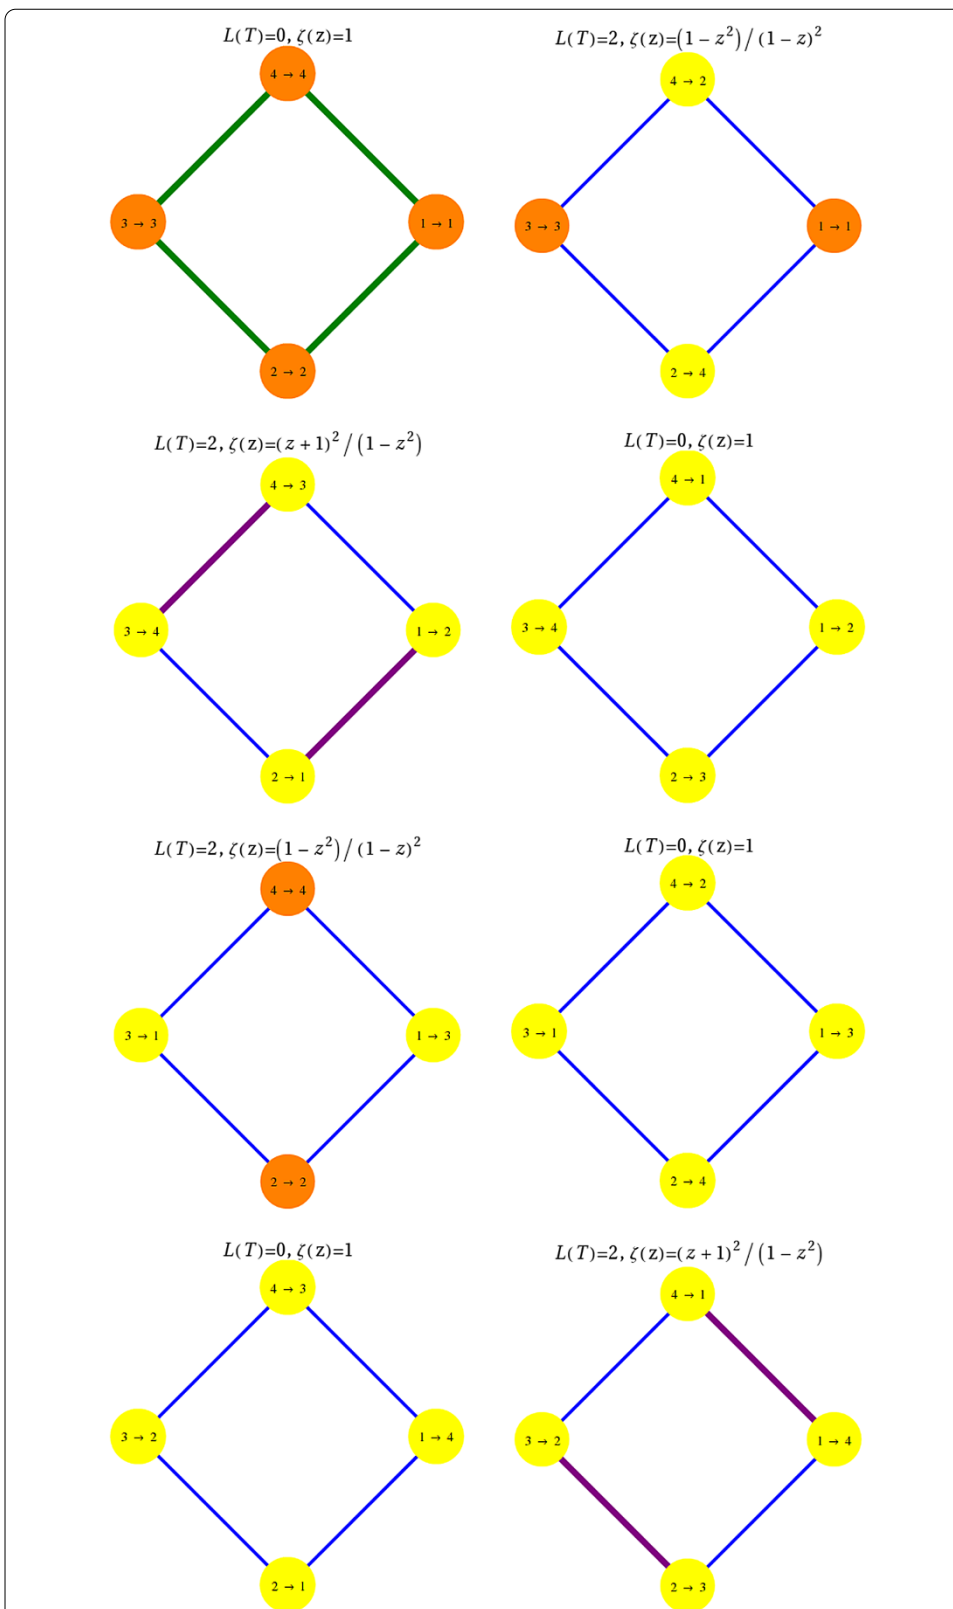 L(T)=0, ζ(z)=1
4 → 4
3 → 3
1 → 1
2 → 2
L(T)=2, ζ(z)=(1 − z²) / (1 − z)²
4 → 2
3 → 3
1 → 1
2 → 4
L(T)=2, ζ(z)=(z + 1)² / (1 − z²)
4 → 3
3 → 4
1 → 2
2 → 1
L(T)=0, ζ(z)=1
4 → 1
3 → 4
1 → 2
2 → 3
L(T)=2, ζ(z)=(1 − z²) / (1 − z)²
4 → 4
3 → 1
1 → 3
2 → 2
L(T)=0, ζ(z)=1
4 → 2
3 → 1
1 → 3
2 → 4
L(T)=0, ζ(z)=1
4 → 3
3 → 2
1 → 4
2 → 1
L(T)=2, ζ(z)=(z + 1)² / (1 − z²)
4 → 1
3 → 2
1 → 4
2 → 3